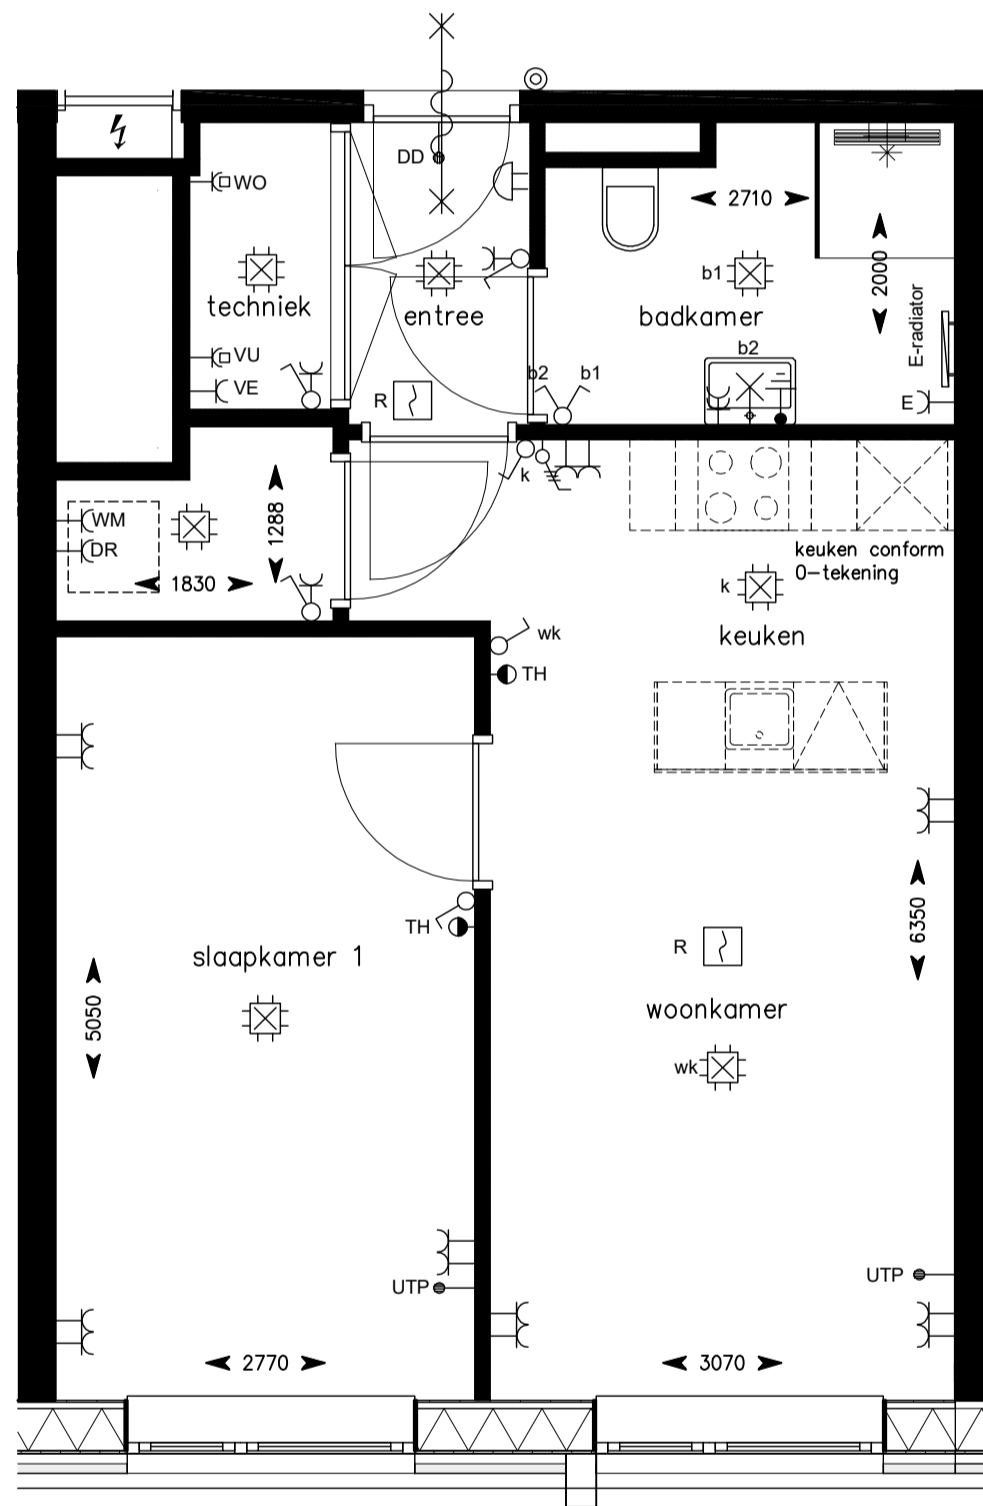 DD
WO
2710
2000
techniek
entree
b1
badkamer
E-radiator
b2
VU
VE
R
b2
b1
E
k
WM
DR
1288
1830
keuken conform
0-tekening
k
keuken
wk
TH
TH
6350
slaapkamer 1
R
5050
woonkamer
wk
UTP
UTP
2770
3070